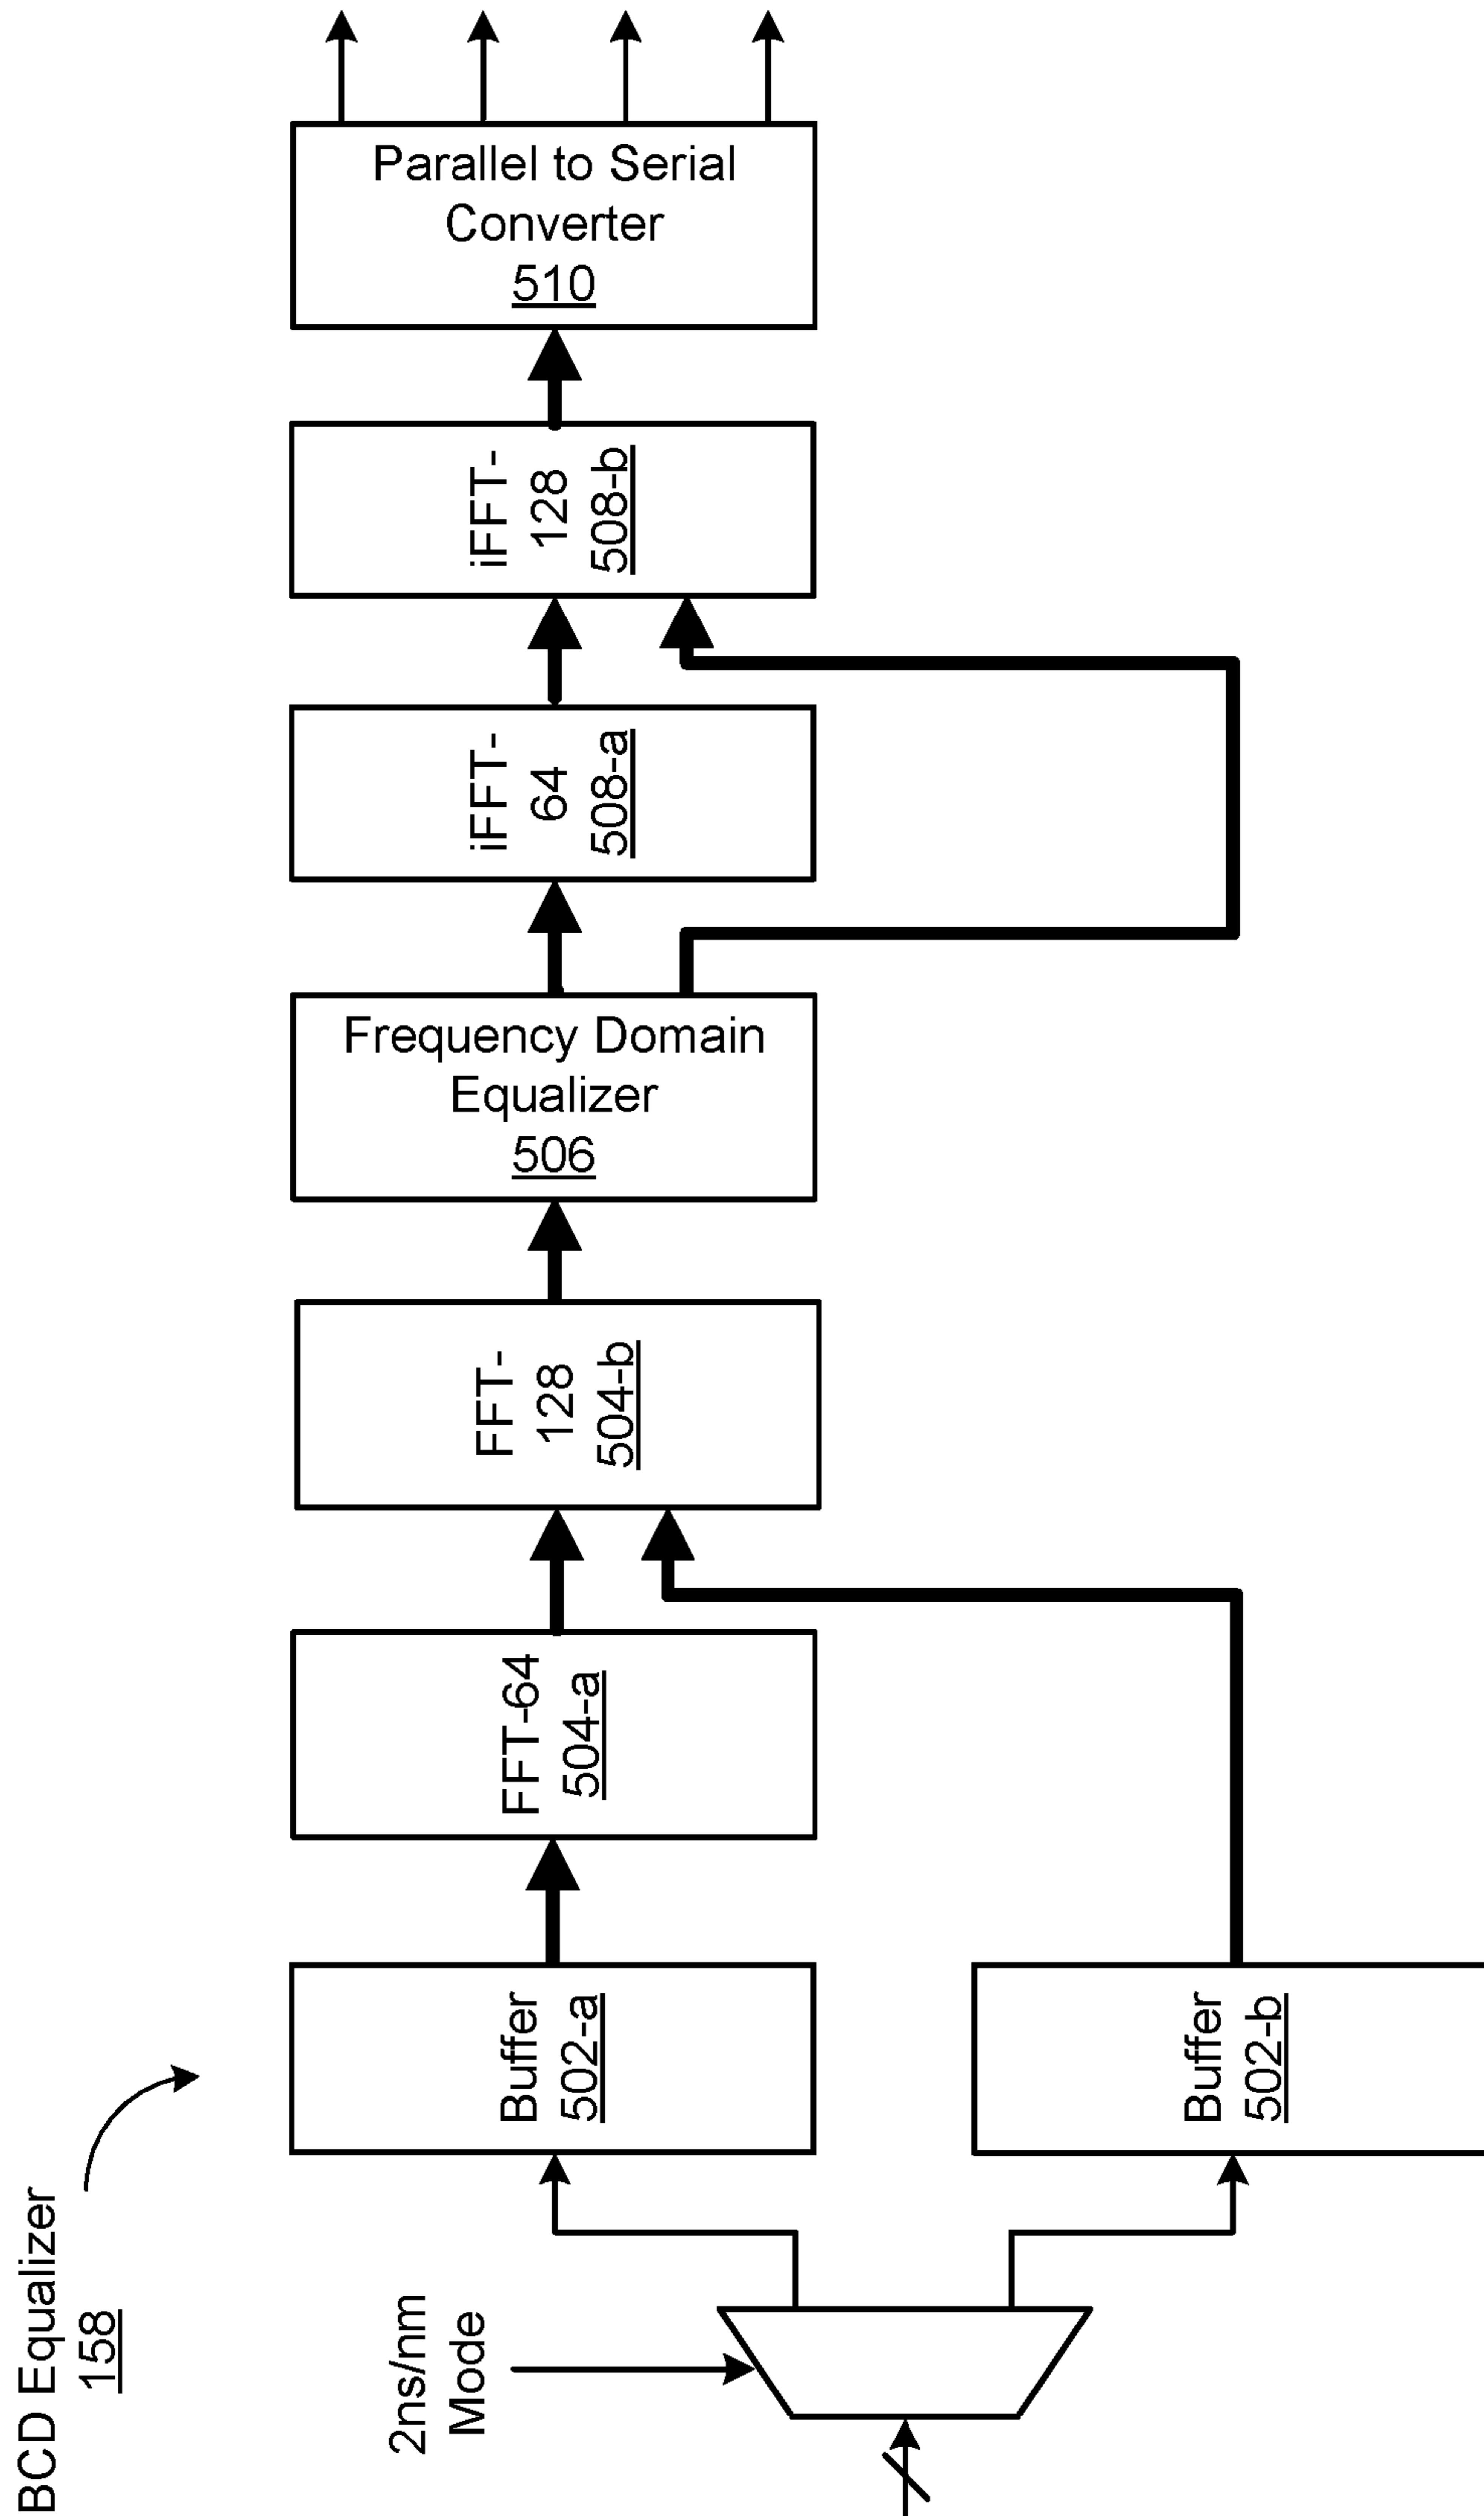 Parallel to Serial
Converter
510
iFFT-
128
508-b
iFFT-
64
508-a
Frequency Domain
Equalizer
506
FFT-
128
504-b
FFT-64
504-a
Buffer
502-a
Buffer
502-b
BCD Equalizer
158
2ns/nm
Mode